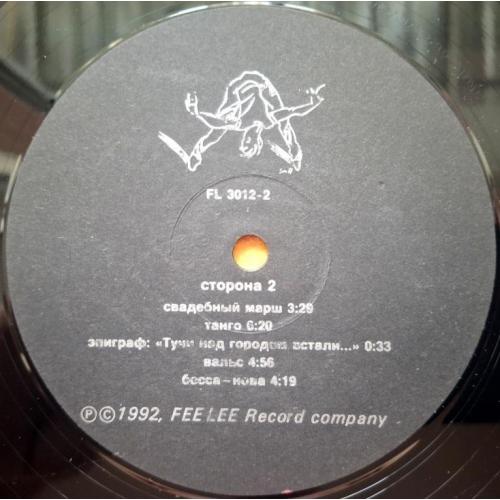 FL 3012-2
сторона 2
свадебный марш 3:29
танго 6:20
эпиграф: «Тучи над городом встали...» 0:33
вальс 4:56
босса-нова 4:19
Ⓟ©1992, FEE LEE Record company